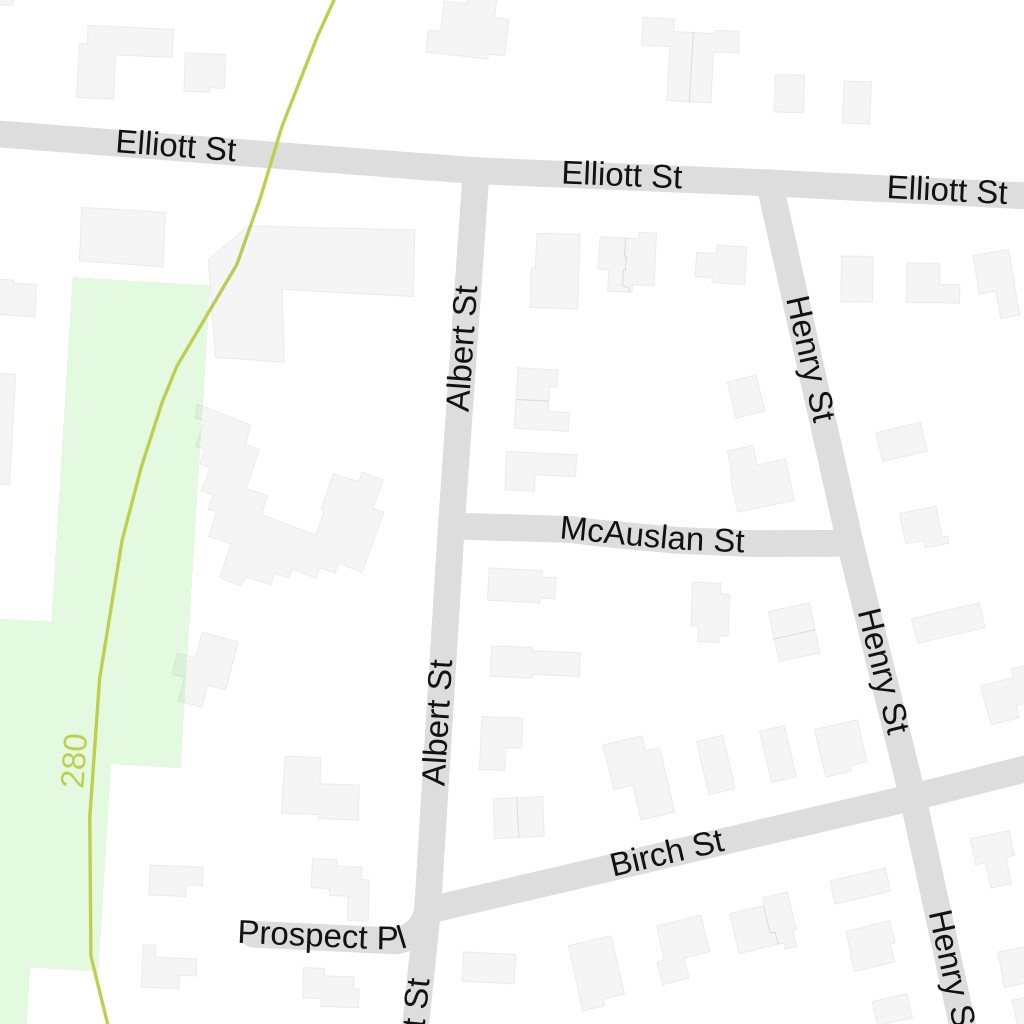 Elliott St
Elliott St
Elliott St
Albert St
Henry St
McAuslan St
Henry St
Albert St
280
Birch St
Prospect Pl
Henry S
t St